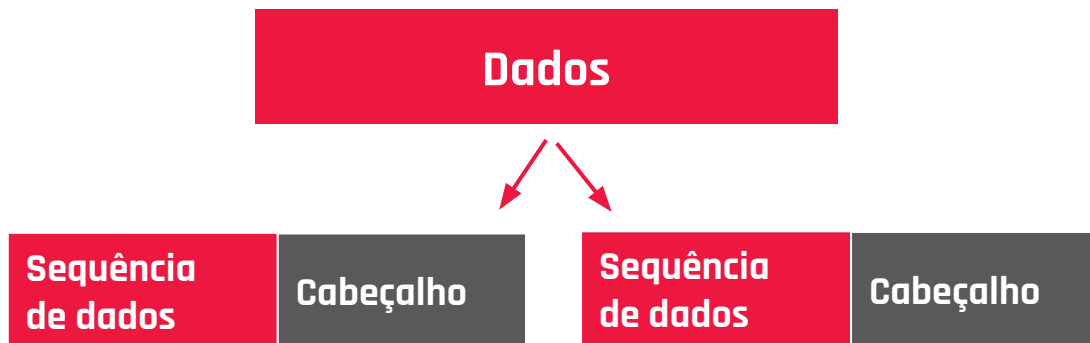 Dados
Sequência
de dados
Cabeçalho
Sequência
de dados
Cabeçalho